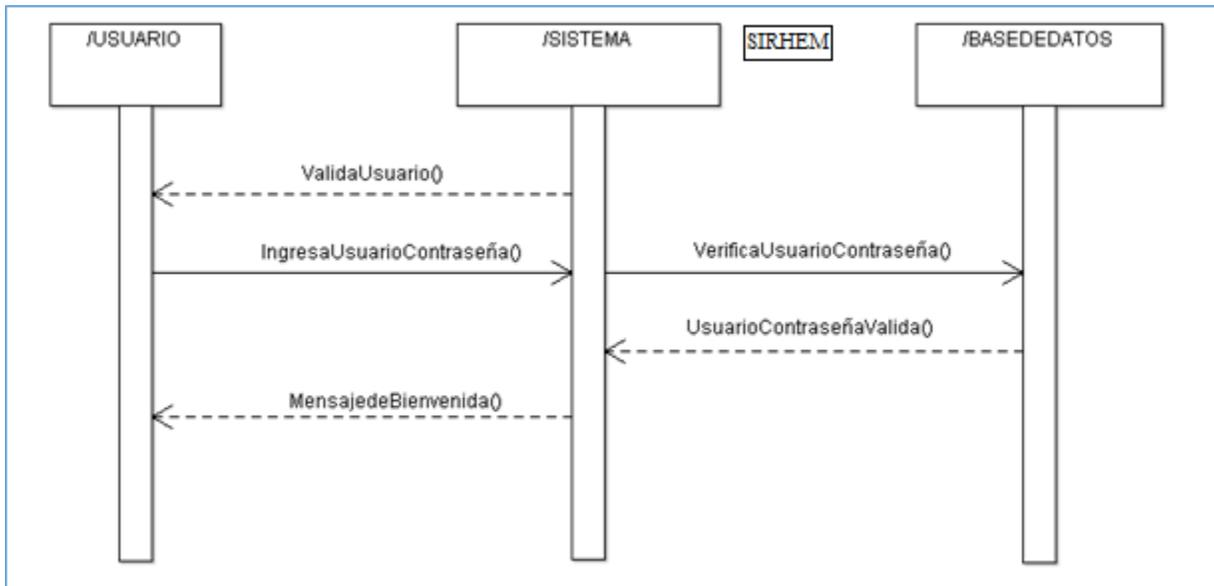 /USUARIO
/SISTEMA
SIRHEM
/BASEDEDATOS
ValidaUsuario()
IngresaUsuarioContraseña()
VerificaUsuarioContraseña()
UsuarioContraseñaValida()
MensajedeBienvenida()